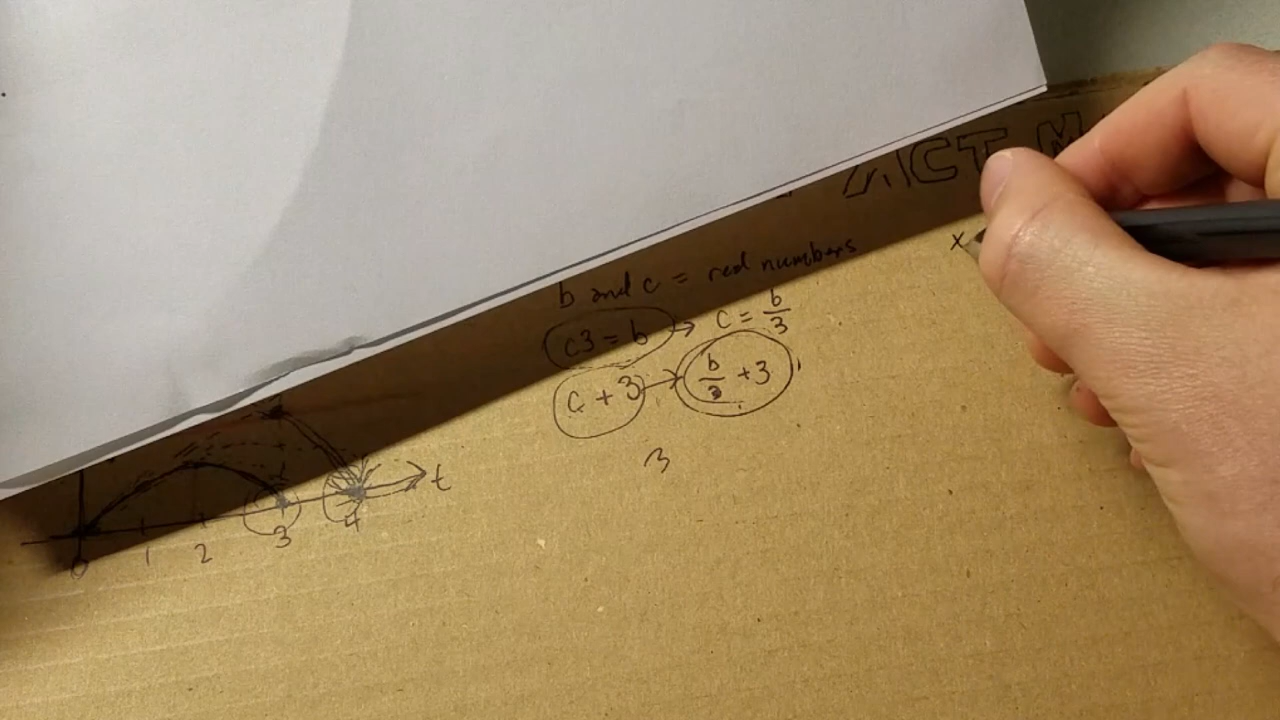 ACT M
x
b and c = real numbers
c3 = b → c = b/3
c + 3 → b/3 + 3
3
t
0 1 2 3 4